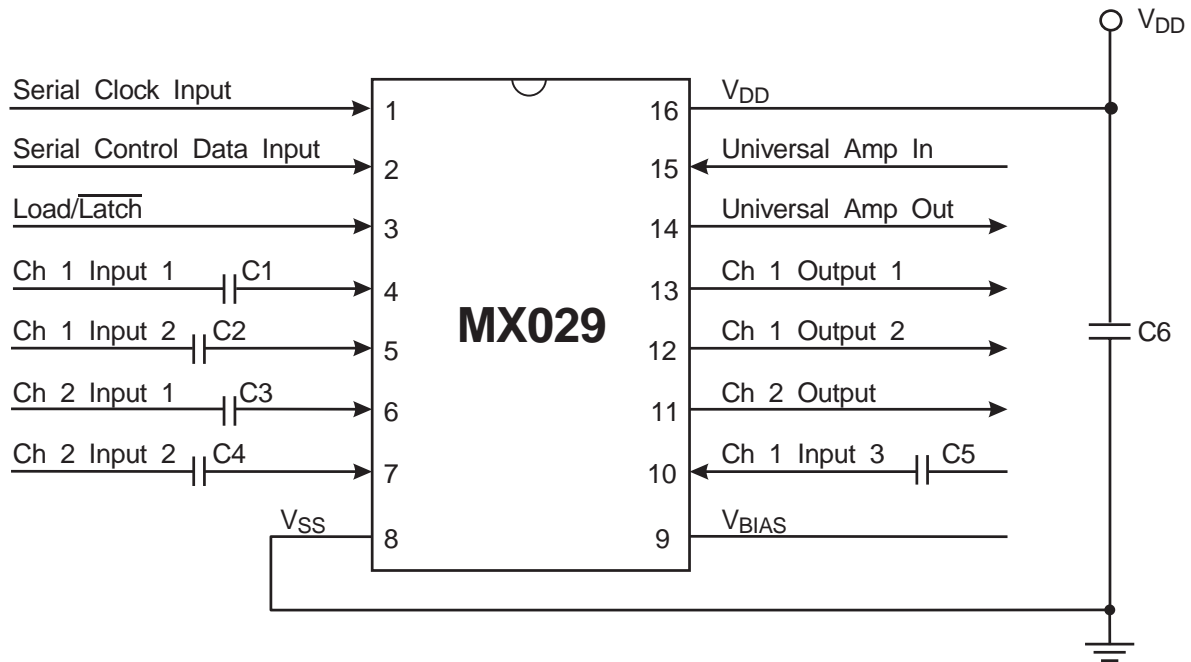 V_DD
Serial Clock Input
1
Serial Control Data Input
2
Load/L̅a̅t̅c̅h̅
3
Ch 1 Input 1 C1
4
Ch 1 Input 2 C2
5
Ch 2 Input 1 C3
6
Ch 2 Input 2 C4
7
V_SS
8
MX029
16
V_DD
15
Universal Amp In
14
Universal Amp Out
13
Ch 1 Output 1
12
Ch 1 Output 2
11
Ch 2 Output
10
Ch 1 Input 3 C5
9
V_BIAS
C6